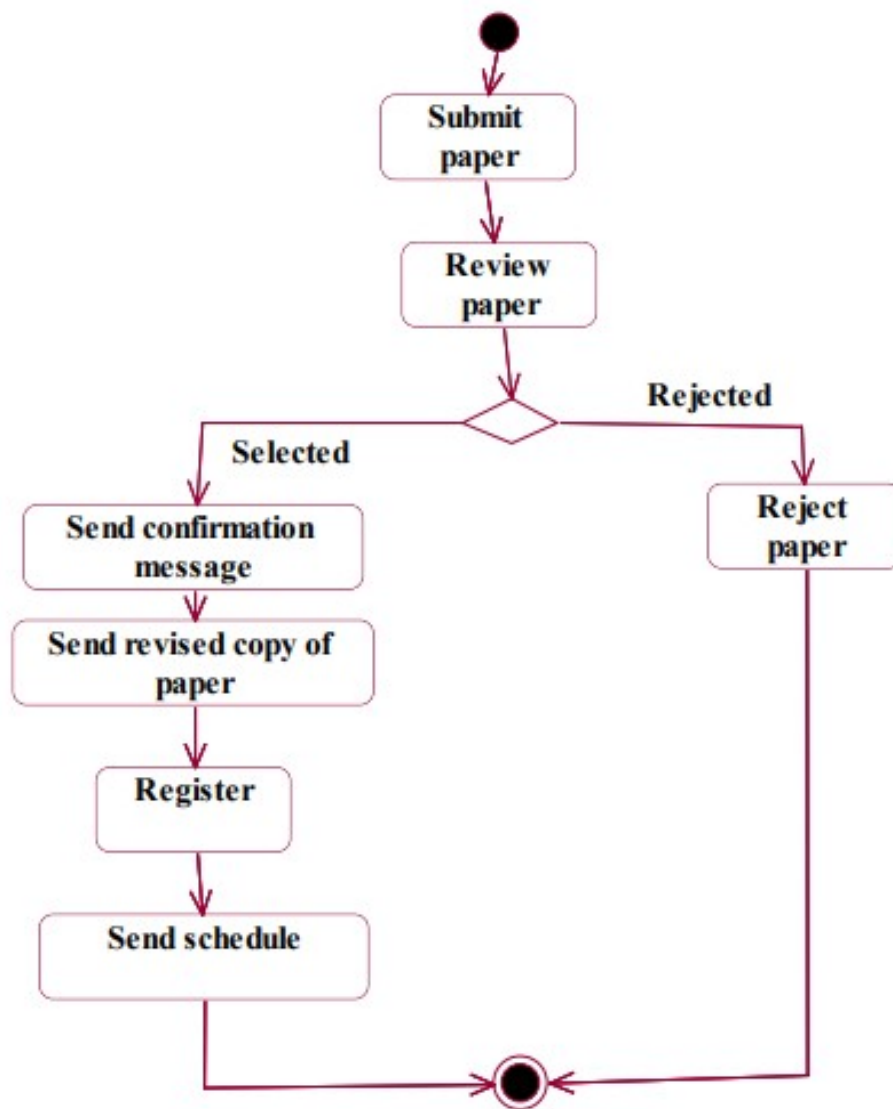 Submit
paper
Review
paper
Rejected
Selected
Send confirmation
message
Reject
paper
Send revised copy of
paper
Register
Send schedule